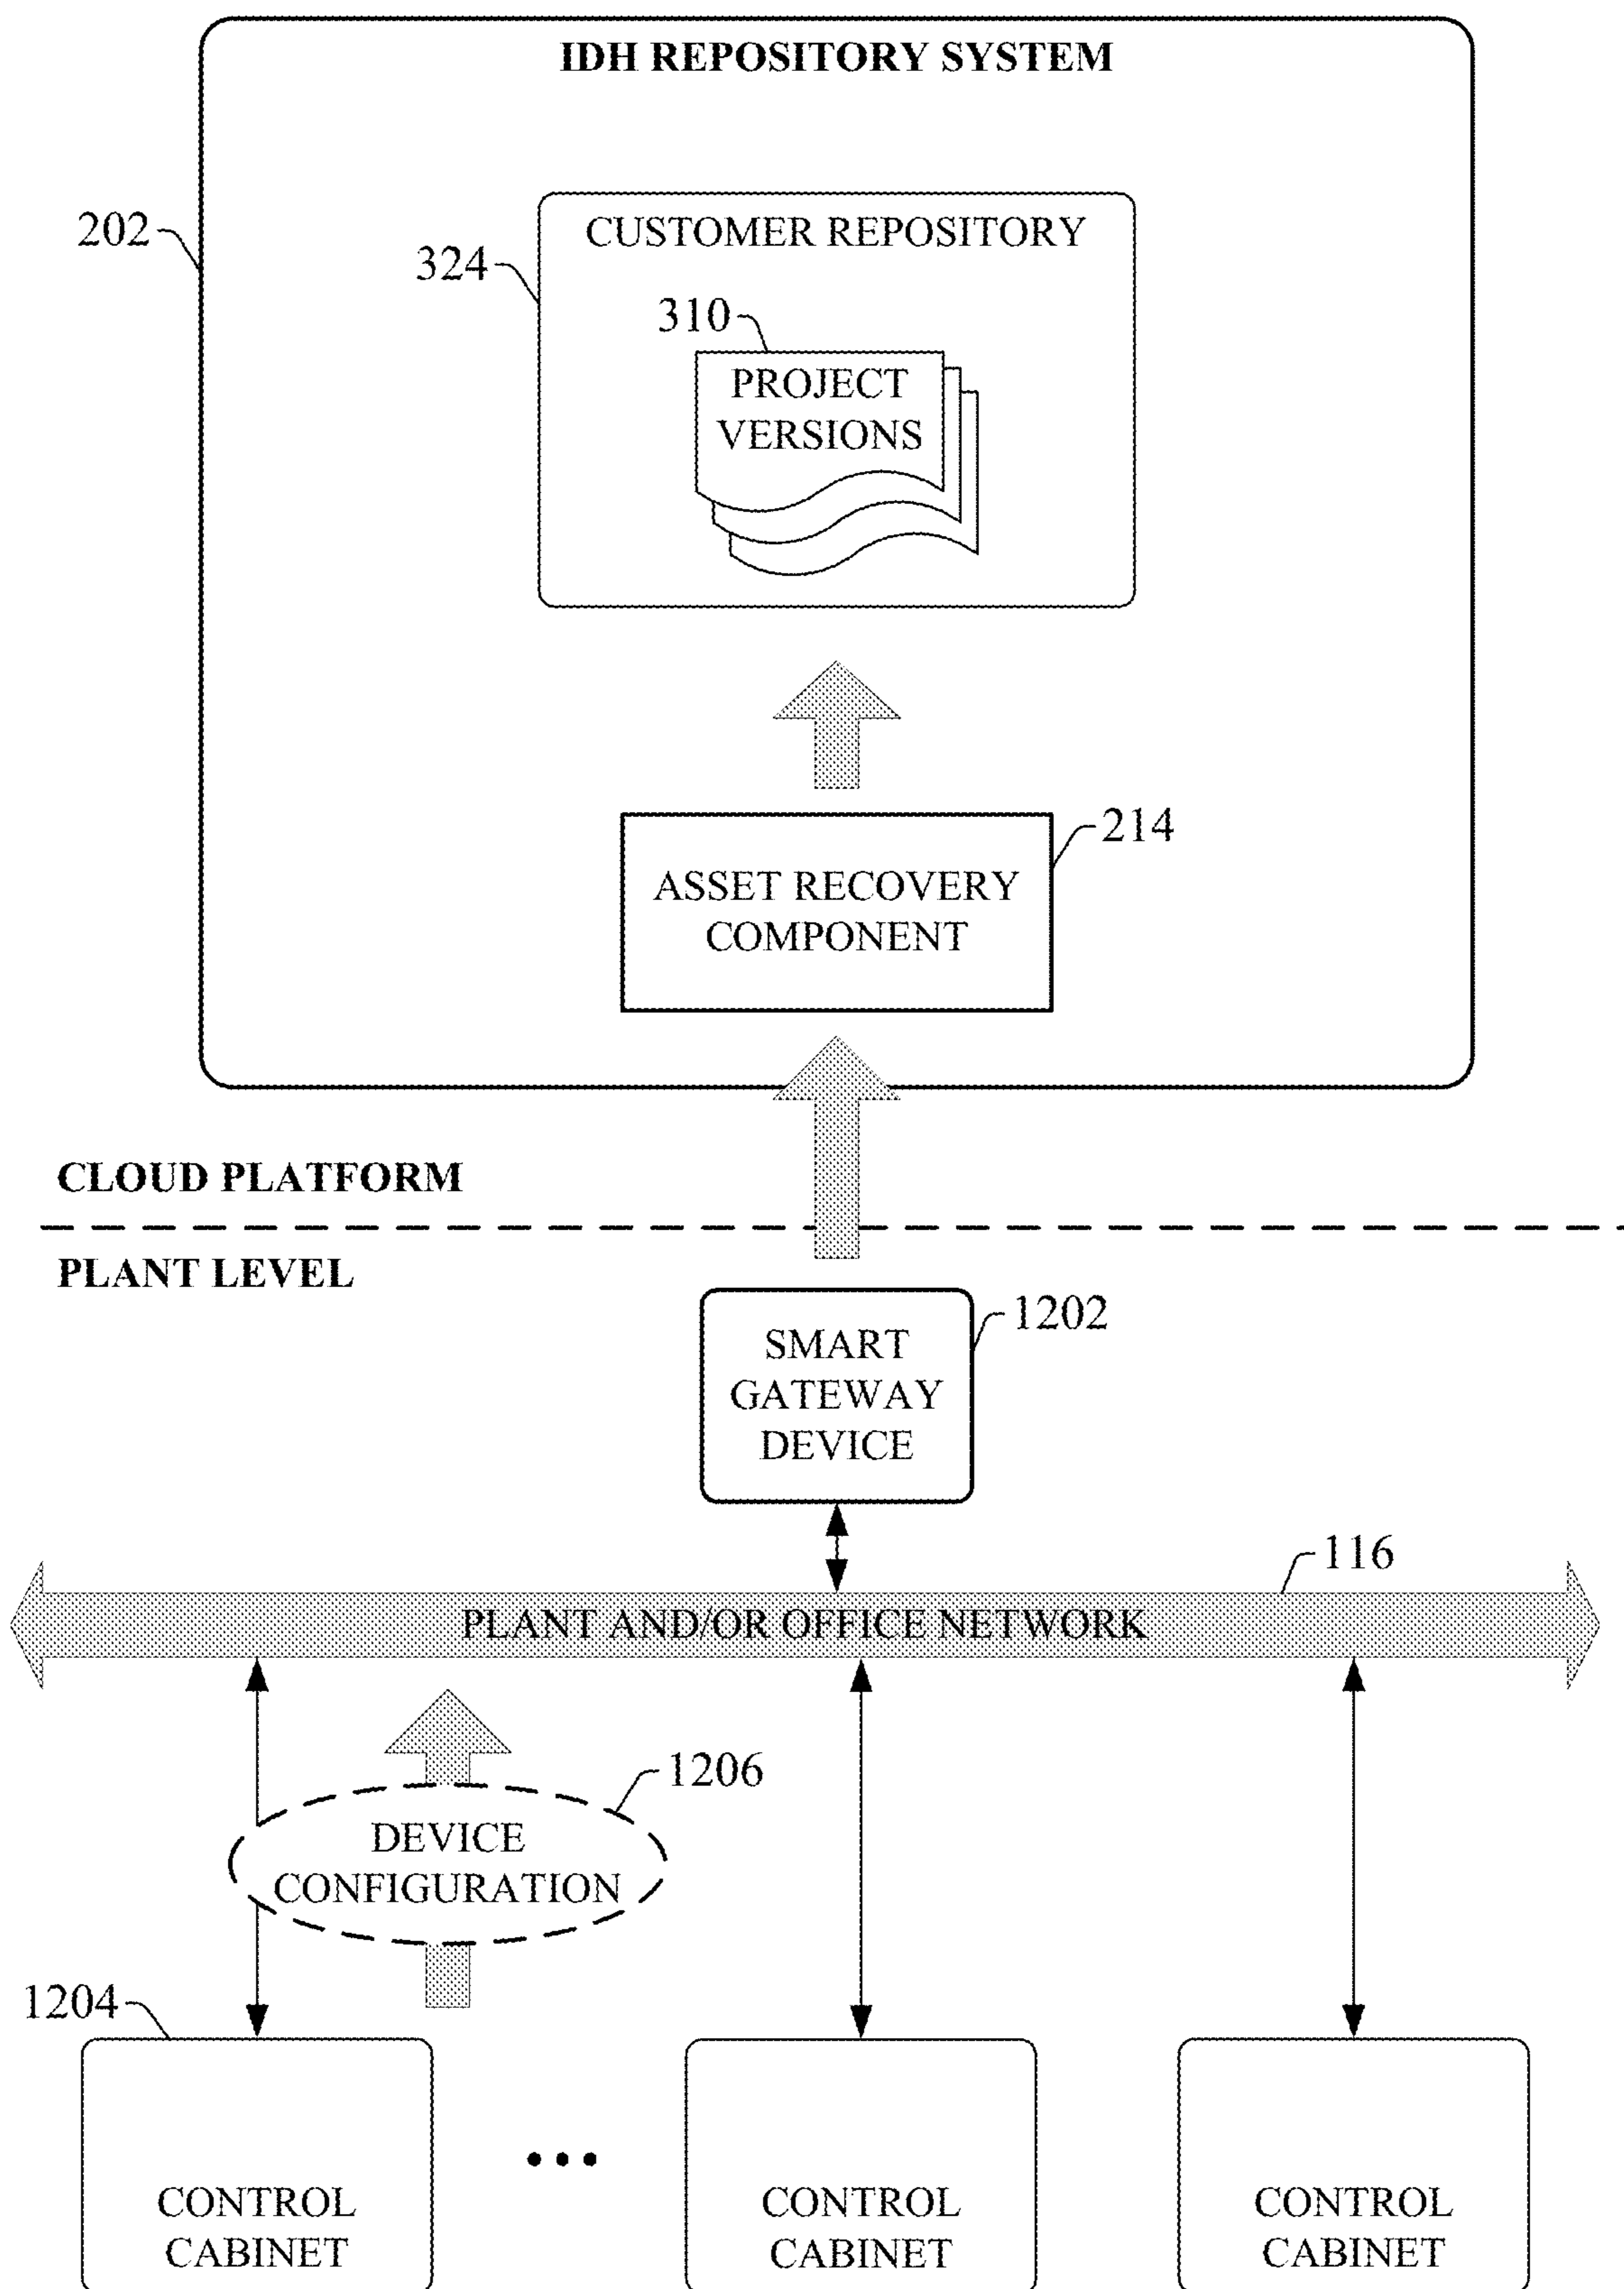 IDH REPOSITORY SYSTEM
202
CUSTOMER REPOSITORY
324
310
PROJECT
VERSIONS
214
ASSET RECOVERY
COMPONENT
CLOUD PLATFORM
PLANT LEVEL
1202
SMART
GATEWAY
DEVICE
116
PLANT AND/OR OFFICE NETWORK
1206
DEVICE
CONFIGURATION
1204
...
CONTROL
CABINET
CONTROL
CABINET
CONTROL
CABINET